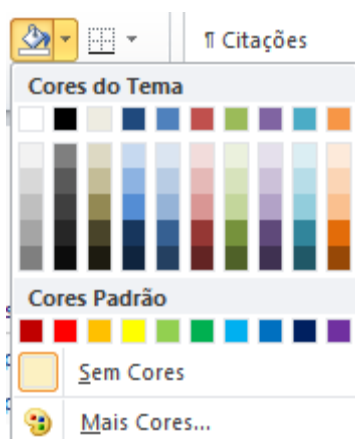 ¶ Citações
Cores do Tema
Cores Padrão
Sem Cores
Mais Cores...